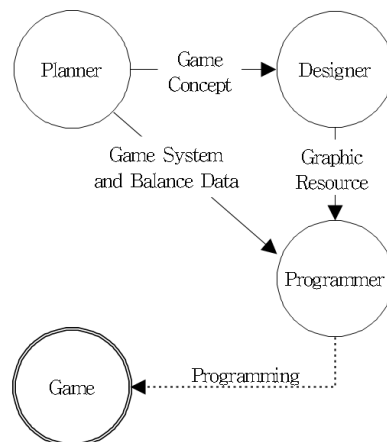 Planner
Game
Concept
Designer
Game System
and Balance Data
Graphic
Resource
Programmer
Programming
Game